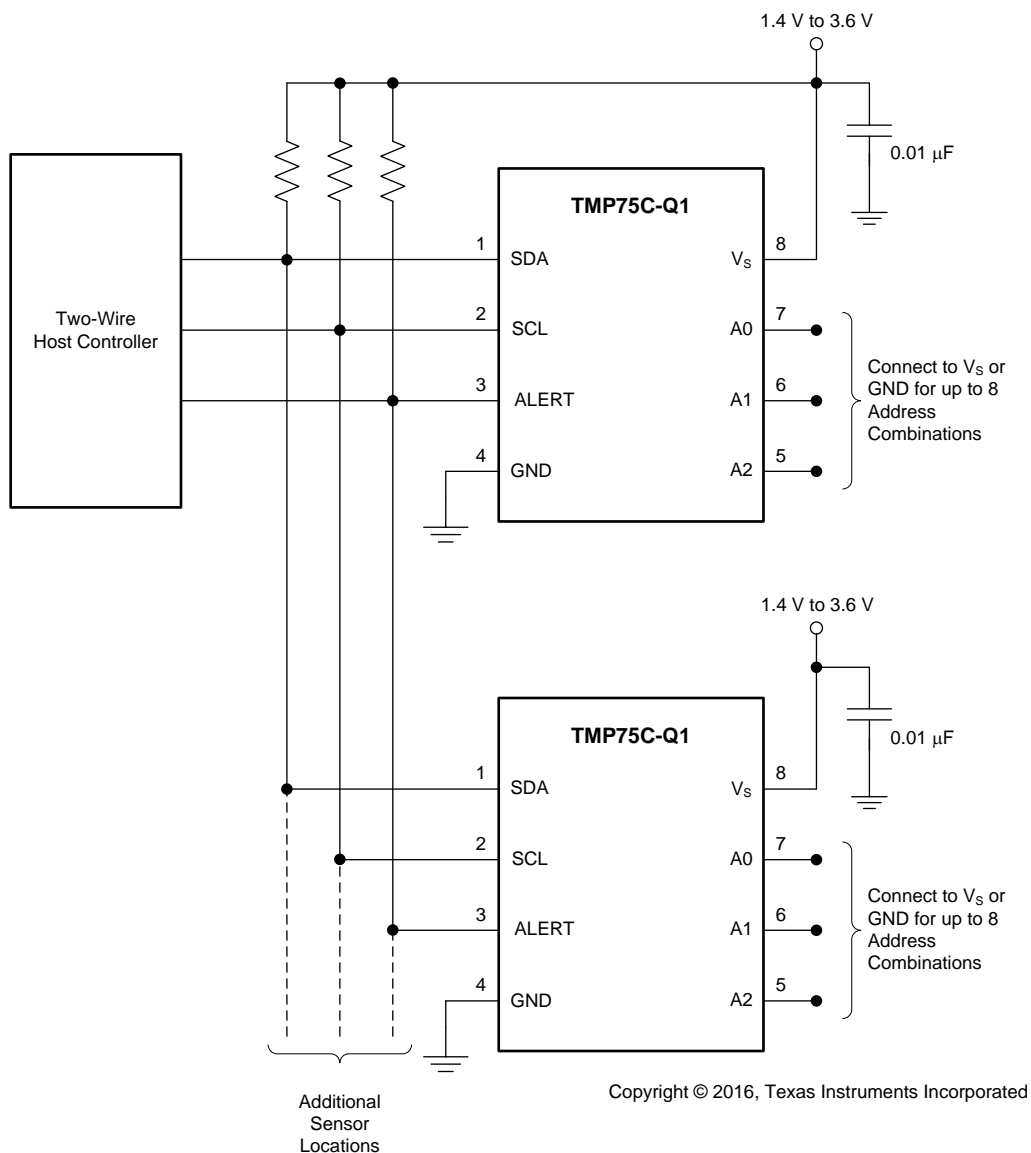 1.4 V to 3.6 V
0.01 μF
TMP75C-Q1
Two-Wire
Host Controller
1
SDA
2
SCL
3
ALERT
4
GND
VS
8
A0
7
A1
6
A2
5
Connect to VS or
GND for up to 8
Address
Combinations
1.4 V to 3.6 V
0.01 μF
TMP75C-Q1
1
SDA
2
SCL
3
ALERT
4
GND
VS
8
A0
7
A1
6
A2
5
Connect to VS or
GND for up to 8
Address
Combinations
Additional
Sensor
Locations
Copyright © 2016, Texas Instruments Incorporated